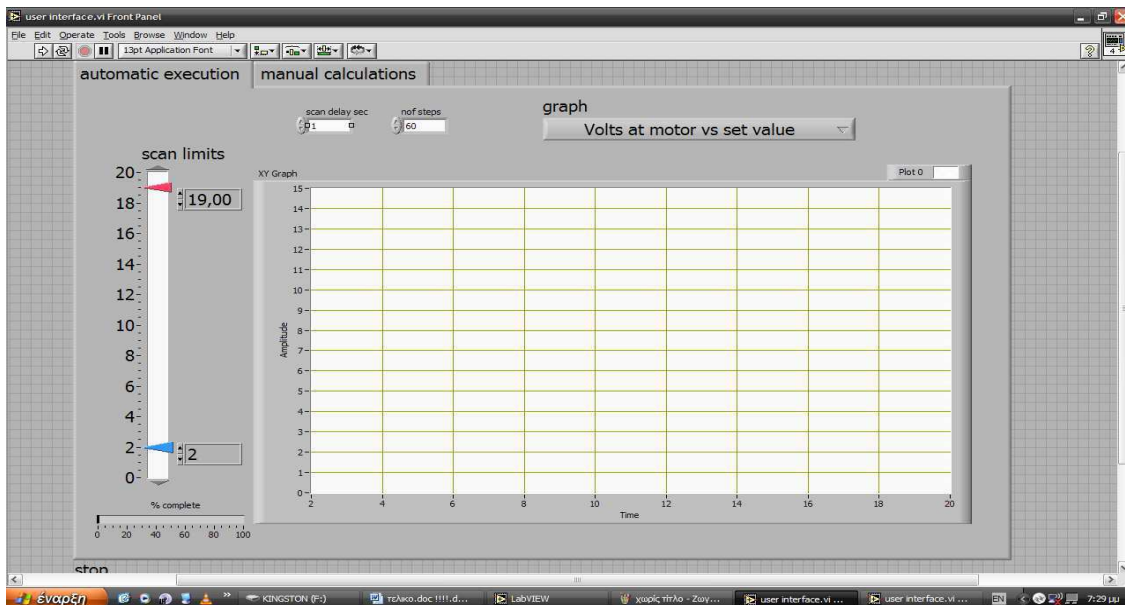 user interface.vi Front Panel
File Edit Operate Tools Browse Window Help
13pt Application Font
automatic execution manual calculations
scan delay sec nof steps graph
1 60 Volts at motor vs set value
scan limits
XY Graph Plot 0
20
18
16
14
12
10
8
6
4
2
0
19,00
2
15
14
13
12
11
10
9
8
7
6
5
4
3
2
1
0
Amplitude
2 4 6 8 10 12 14 16 18 20
Time
% complete
0 20 40 60 80 100
stop
έναρξη KINGSTON (F:) τελικο.doc !!!!.d... LabVIEW χωρίς τίτλο - Ζωγ... user interface.vi ... user interface.vi ... EN 7:29 μμ